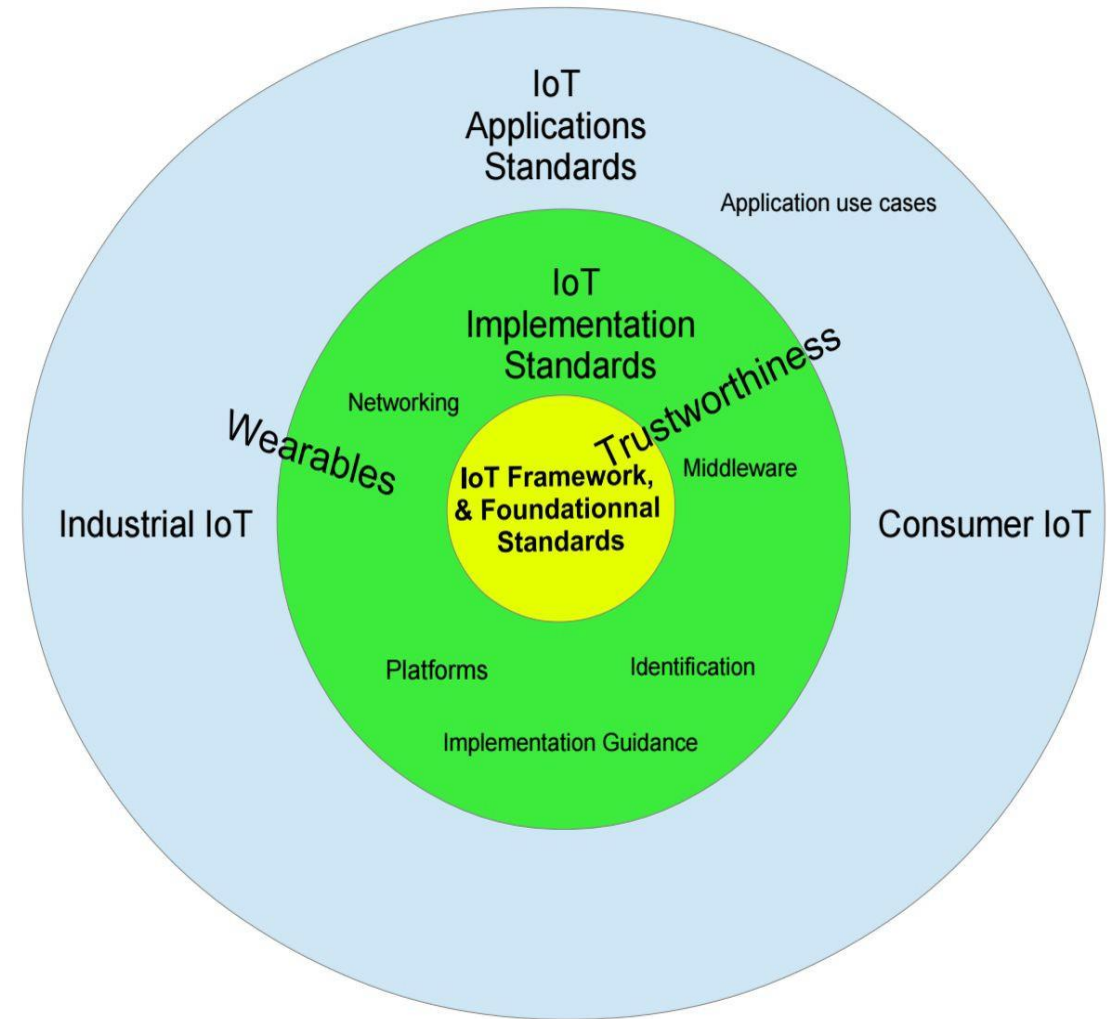 IoT
Applications
Standards
Application use cases
IoT
Implementation
Standards
Trustworthiness
Networking
Wearables
Middleware
IoT Framework,
& Foundationnal
Standards
Industrial IoT
Consumer IoT
Platforms
Identification
Implementation Guidance